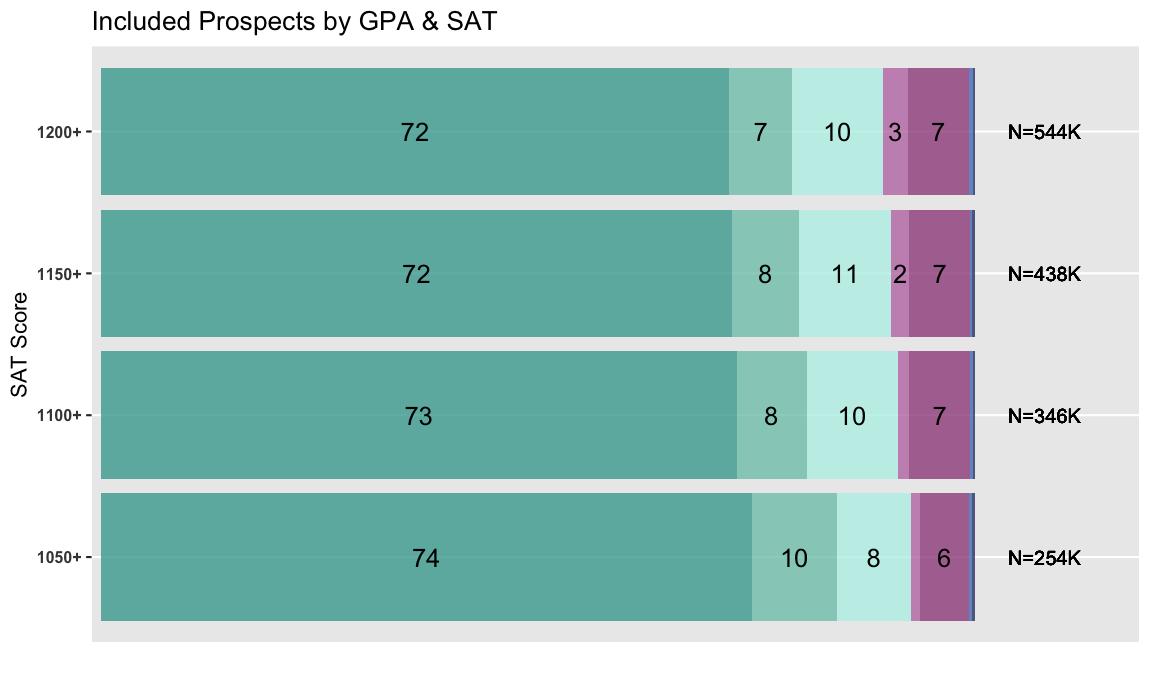 Included Prospects by GPA & SAT
SAT Score
1200+ 72 7 10 3 7 N=544K
1150+ 72 8 11 2 7 N=438K
1100+ 73 8 10 7 N=346K
1050+ 74 10 8 6 N=254K